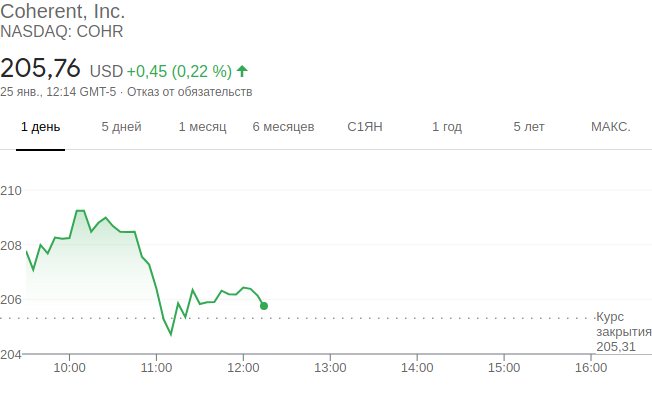 Coherent, Inc.
NASDAQ: COHR
205,76 USD +0,45 (0,22 %)
25 янв., 12:14 GMT-5 · Отказ от обязательств
1 день 5 дней 1 месяц 6 месяцев С1ЯН 1 год 5 лет МАКС.
210
208
206
Курс
закрытия
205,31
204
10:00 11:00 12:00 13:00 14:00 15:00 16:00